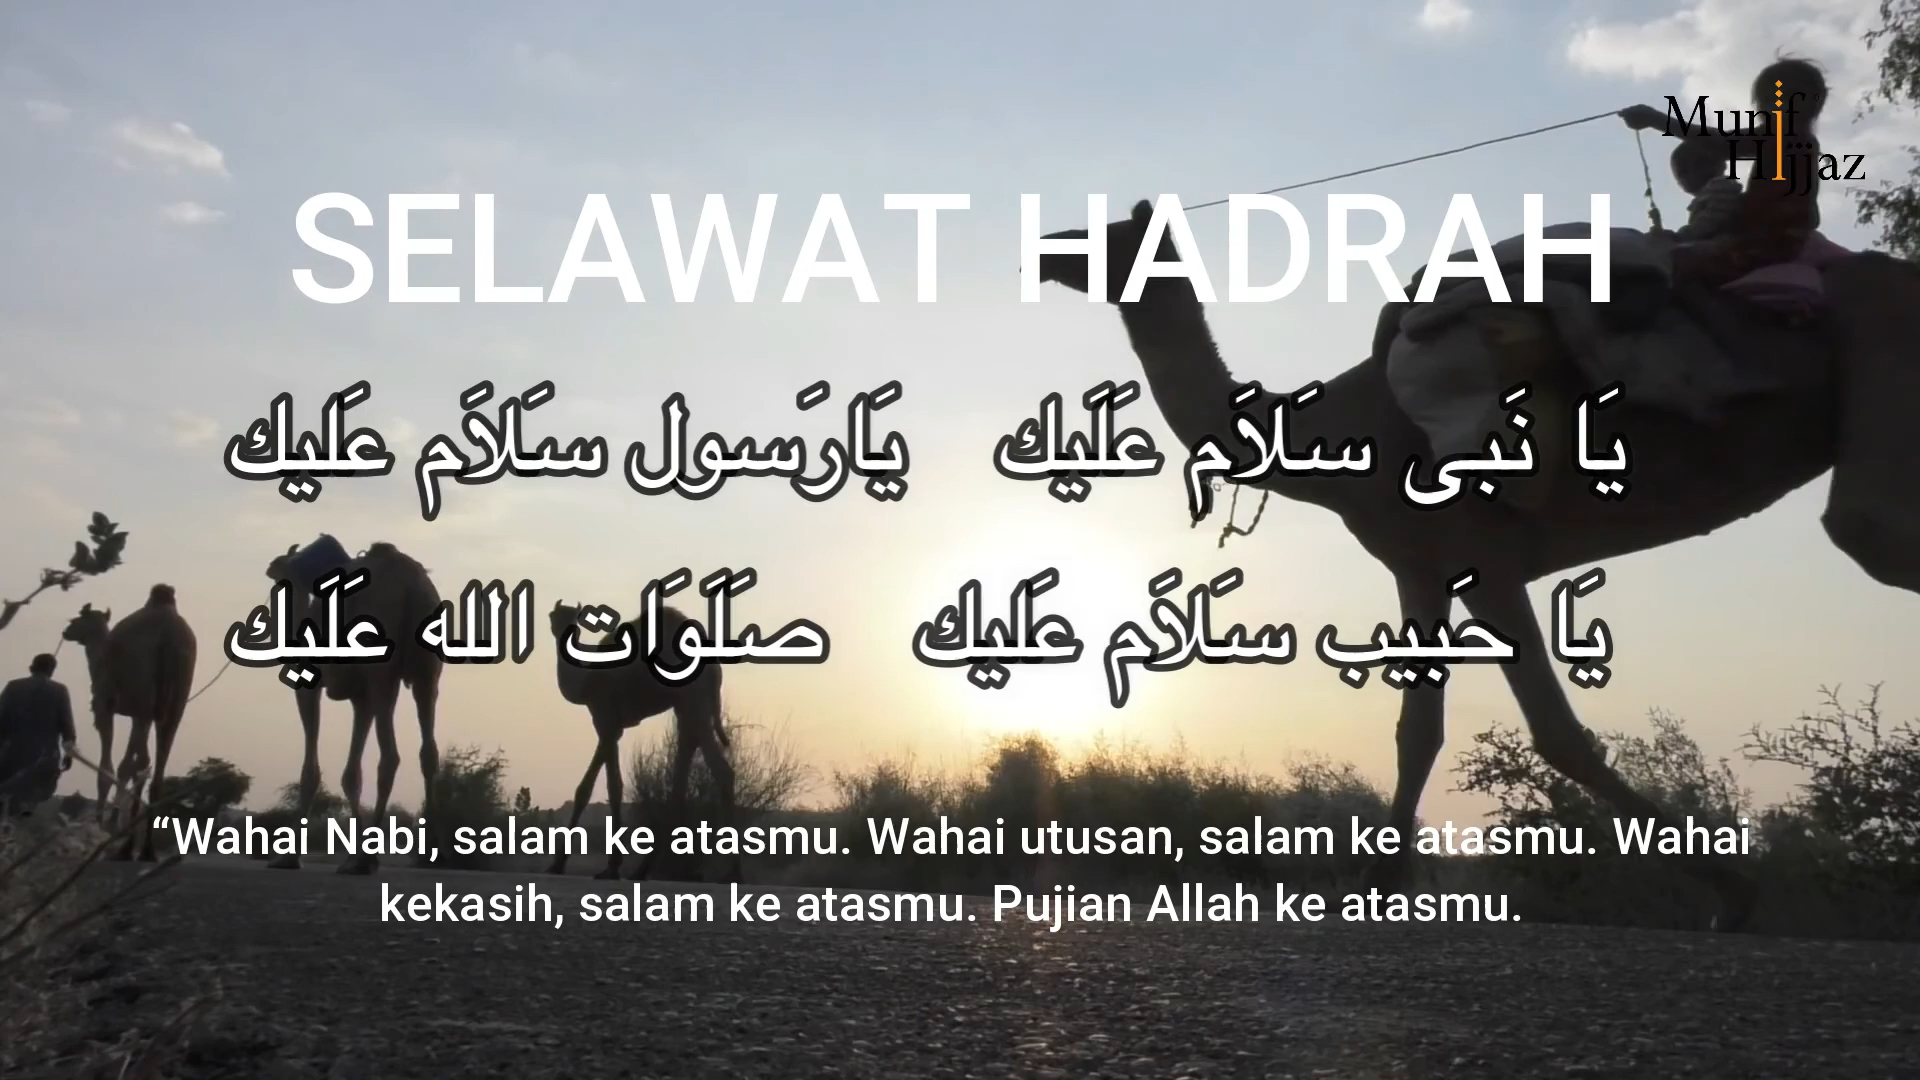 Munif
Hijjaz
SELAWAT HADRAH
يَا نَبى سَلاَم عَلَيك يَارَسول سَلاَم عَليك
يَا حَبيب سَلاَم عَليك صَلَوَات الله عَلَيك
“Wahai Nabi, salam ke atasmu. Wahai utusan, salam ke atasmu. Wahai
kekasih, salam ke atasmu. Pujian Allah ke atasmu.